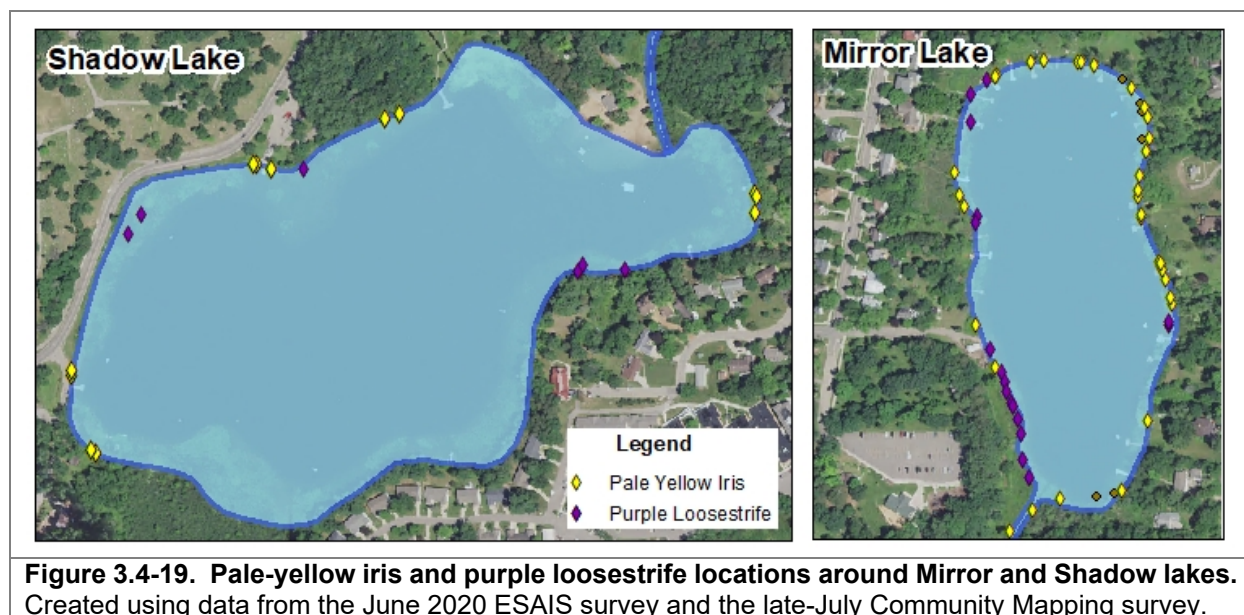 Shadow Lake
Mirror Lake
Legend
Pale Yellow Iris
Purple Loosestrife
Figure 3.4-19. Pale-yellow iris and purple loosestrife locations around Mirror and Shadow lakes.
Created using data from the June 2020 ESAIS survey and the late-July Community Mapping survey.